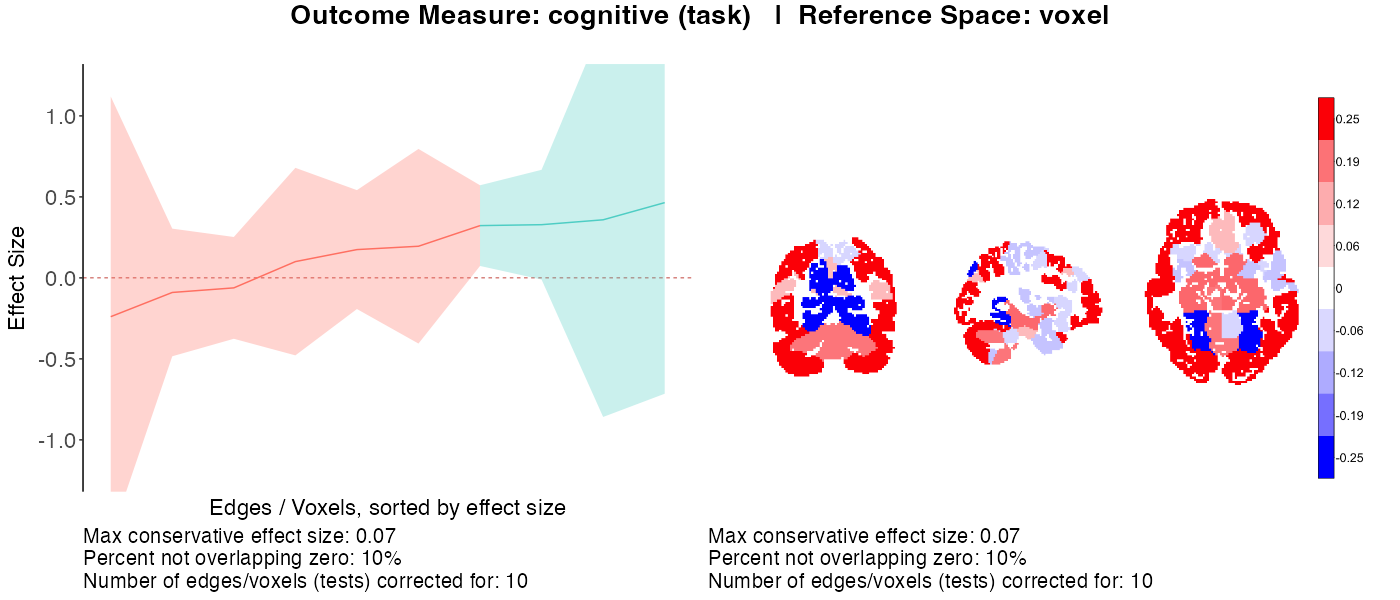 Outcome Measure: cognitive (task) | Reference Space: voxel
1.0
0.5
0.0
-0.5
-1.0
Effect Size
Edges / Voxels, sorted by effect size
0.25
0.19
0.12
0.06
0
-0.06
-0.12
-0.19
-0.25
Max conservative effect size: 0.07
Percent not overlapping zero: 10%
Number of edges/voxels (tests) corrected for: 10
Max conservative effect size: 0.07
Percent not overlapping zero: 10%
Number of edges/voxels (tests) corrected for: 10